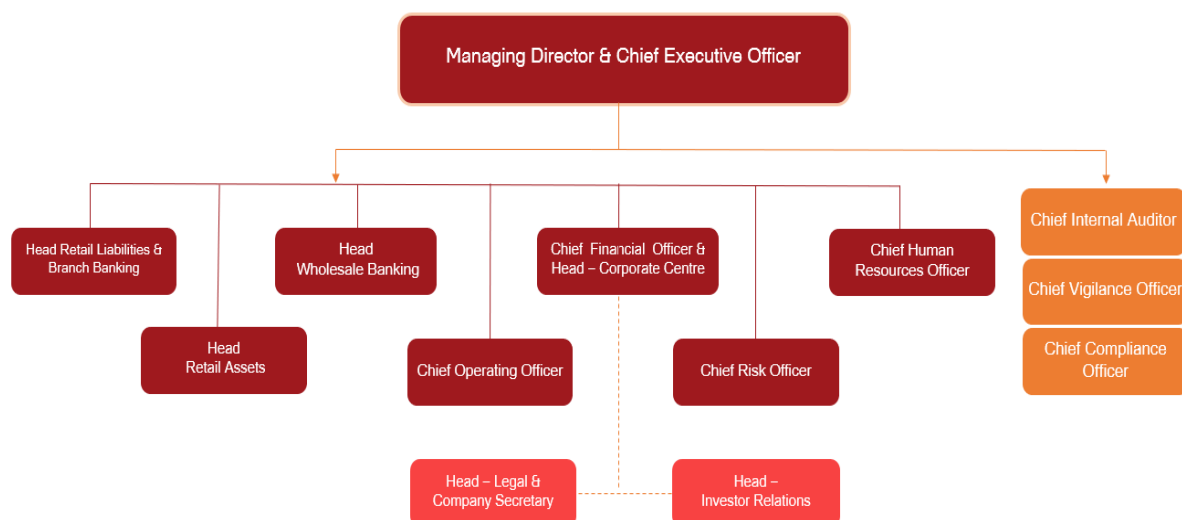 Managing Director & Chief Executive Officer
Head Retail Liabilities &
Branch Banking
Head
Wholesale Banking
Chief Financial Officer &
Head – Corporate Centre
Chief Human
Resources Officer
Chief Internal Auditor
Chief Vigilance Officer
Chief Compliance
Officer
Head
Retail Assets
Chief Operating Officer
Chief Risk Officer
Head – Legal &
Company Secretary
Head –
Investor Relations